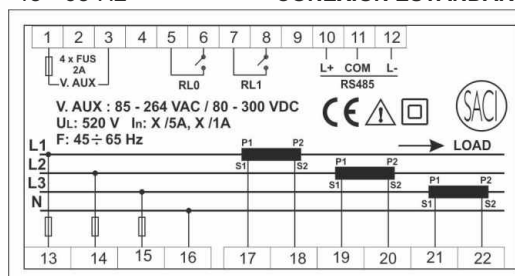 1 2 3 4 5 6 7 8 9 10 11 12
4 x FUS
2A
V. AUX
RL0
RL1
L+ COM L-
RS485
V. AUX : 85 - 264 VAC / 80 - 300 VDC
UL: 520 V In: X /5A, X /1A
F: 45÷ 65 Hz
CE
SACI
L1
P1 P2
LOAD
S1 S2
L2
P1 P2
S1 S2
L3
P1 P2
S1 S2
N
13 14 15 16 17 18 19 20 21 22